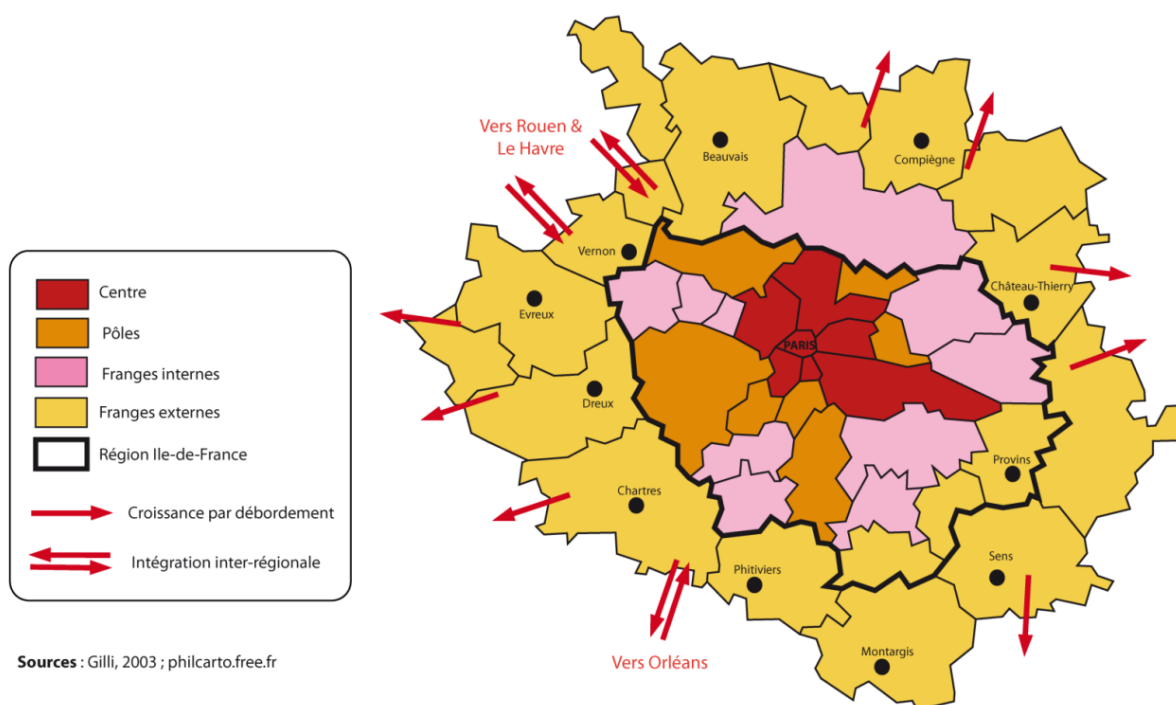 Vers Rouen &
Le Havre
Beauvais
Compiègne
Vernon
Château-Thierry
Evreux
PARIS
Dreux
Provins
Chartres
Phitiviers
Sens
Montargis
Vers Orléans
Centre
Pôles
Franges internes
Franges externes
Région Ile-de-France
Croissance par débordement
Intégration inter-régionale
Sources : Gilli, 2003 ; philcarto.free.fr